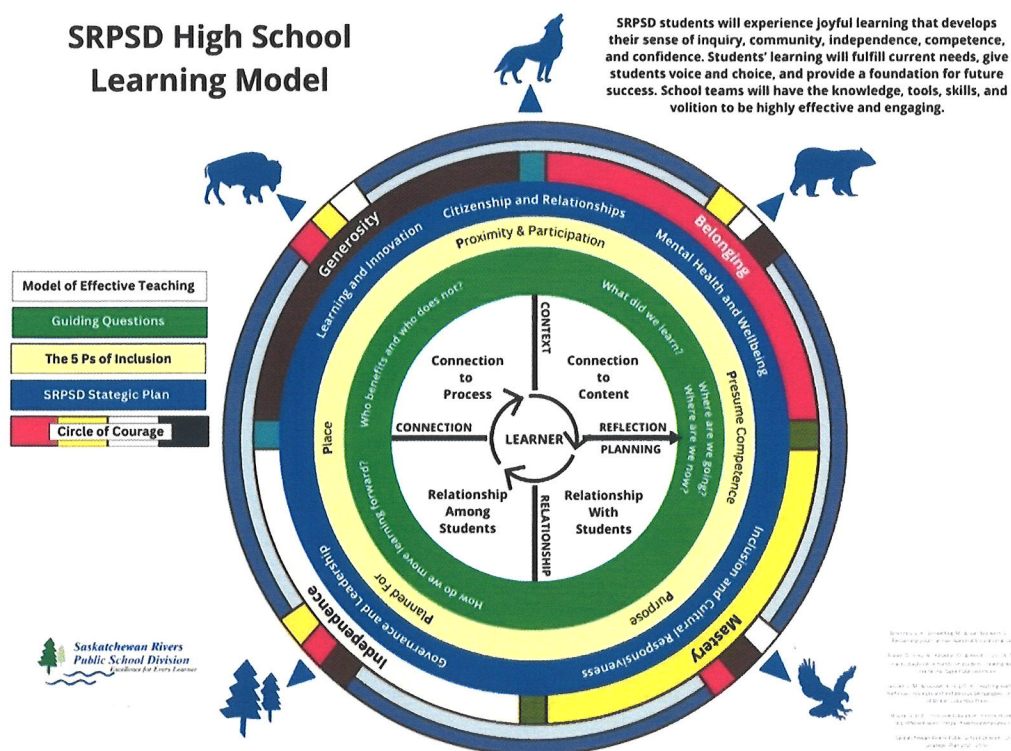 SRPSD High School
Learning Model
SRPSD students will experience joyful learning that develops
their sense of inquiry, community, independence, competence,
and confidence. Students' learning will fulfill current needs, give
students voice and choice, and provide a foundation for future
success. School teams will have the knowledge, tools, skills, and
volition to be highly effective and engaging.
Model of Effective Teaching
Guiding Questions
The 5 Ps of Inclusion
SRPSD Stategic Plan
Circle of Courage
Generosity
Belonging
Mastery
Independence
Learning and Innovation
Citizenship and Relationships
Mental Health and Wellbeing
Inclusion and Cultural Responsiveness
Governance and Leadership
Proximity & Participation
Presume Competence
Purpose
Planned For
Place
Who benefits and who does not?
What did we learn?
Where are we going?
Where are we now?
How do we move learning forward?
CONTEXT
Connection
to
Process
Connection
to
Content
CONNECTION
LEARNER
REFLECTION
PLANNING
Relationship
Among
Students
RELATIONSHIP
Relationship
With
Students
Saskatchewan Rivers
Public School Division
Excellence for Every Learner